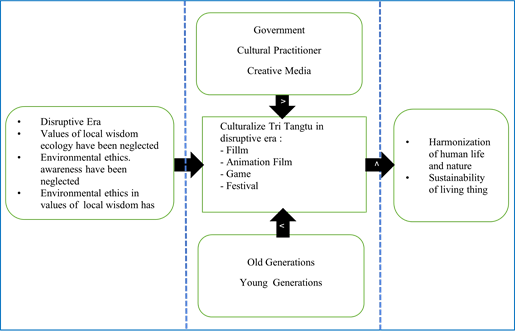 Government
Cultural Practitioner
Creative Media
• Disruptive Era
• Values of local wisdom
ecology have been neglected
• Environmental ethics.
awareness have been
neglected
• Environmental ethics in
values of local wisdom has
Culturalize Tri Tangtu in
disruptive era :
- Fillm
- Animation Film
- Game
- Festival
• Harmonization
of human life
and nature
• Sustainability
of living thing
Old Generations
Young Generations